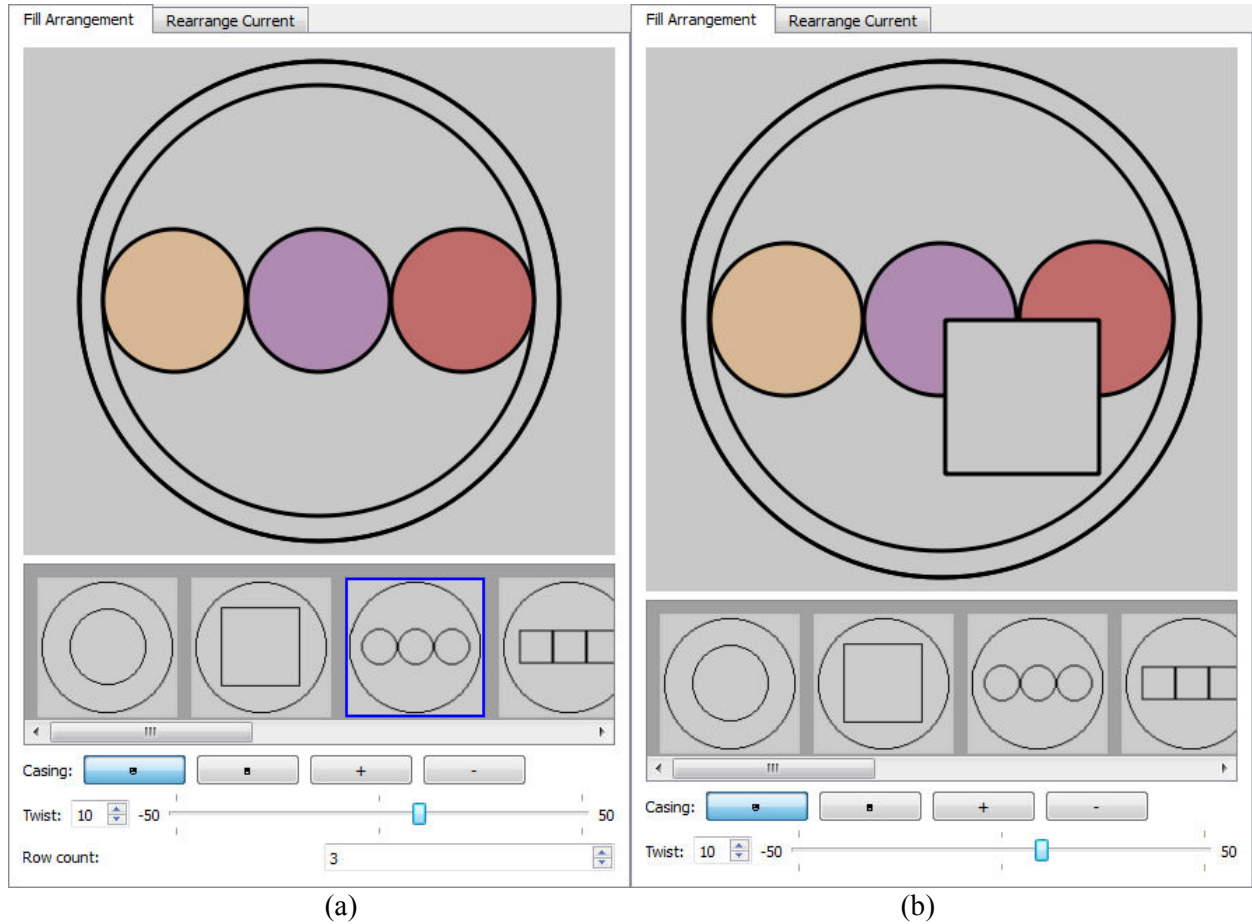 Fill Arrangement Rearrange Current
Casing: + -
Twist: 10 -50 50
Row count: 3
(a)
Fill Arrangement Rearrange Current
Casing: + -
Twist: 10 -50 50
(b)